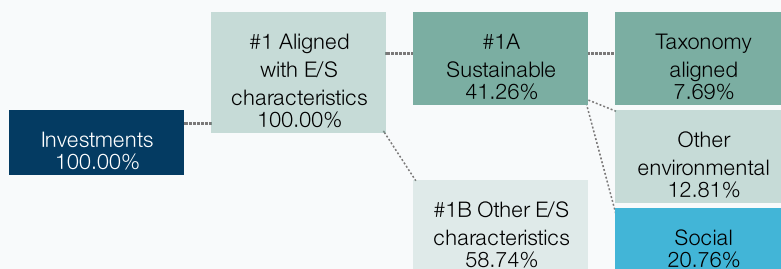 Investments
100.00%
#1 Aligned
with E/S
characteristics
100.00%
#1A
Sustainable
41.26%
#1B Other E/S
characteristics
58.74%
Taxonomy
aligned
7.69%
Other
environmental
12.81%
Social
20.76%